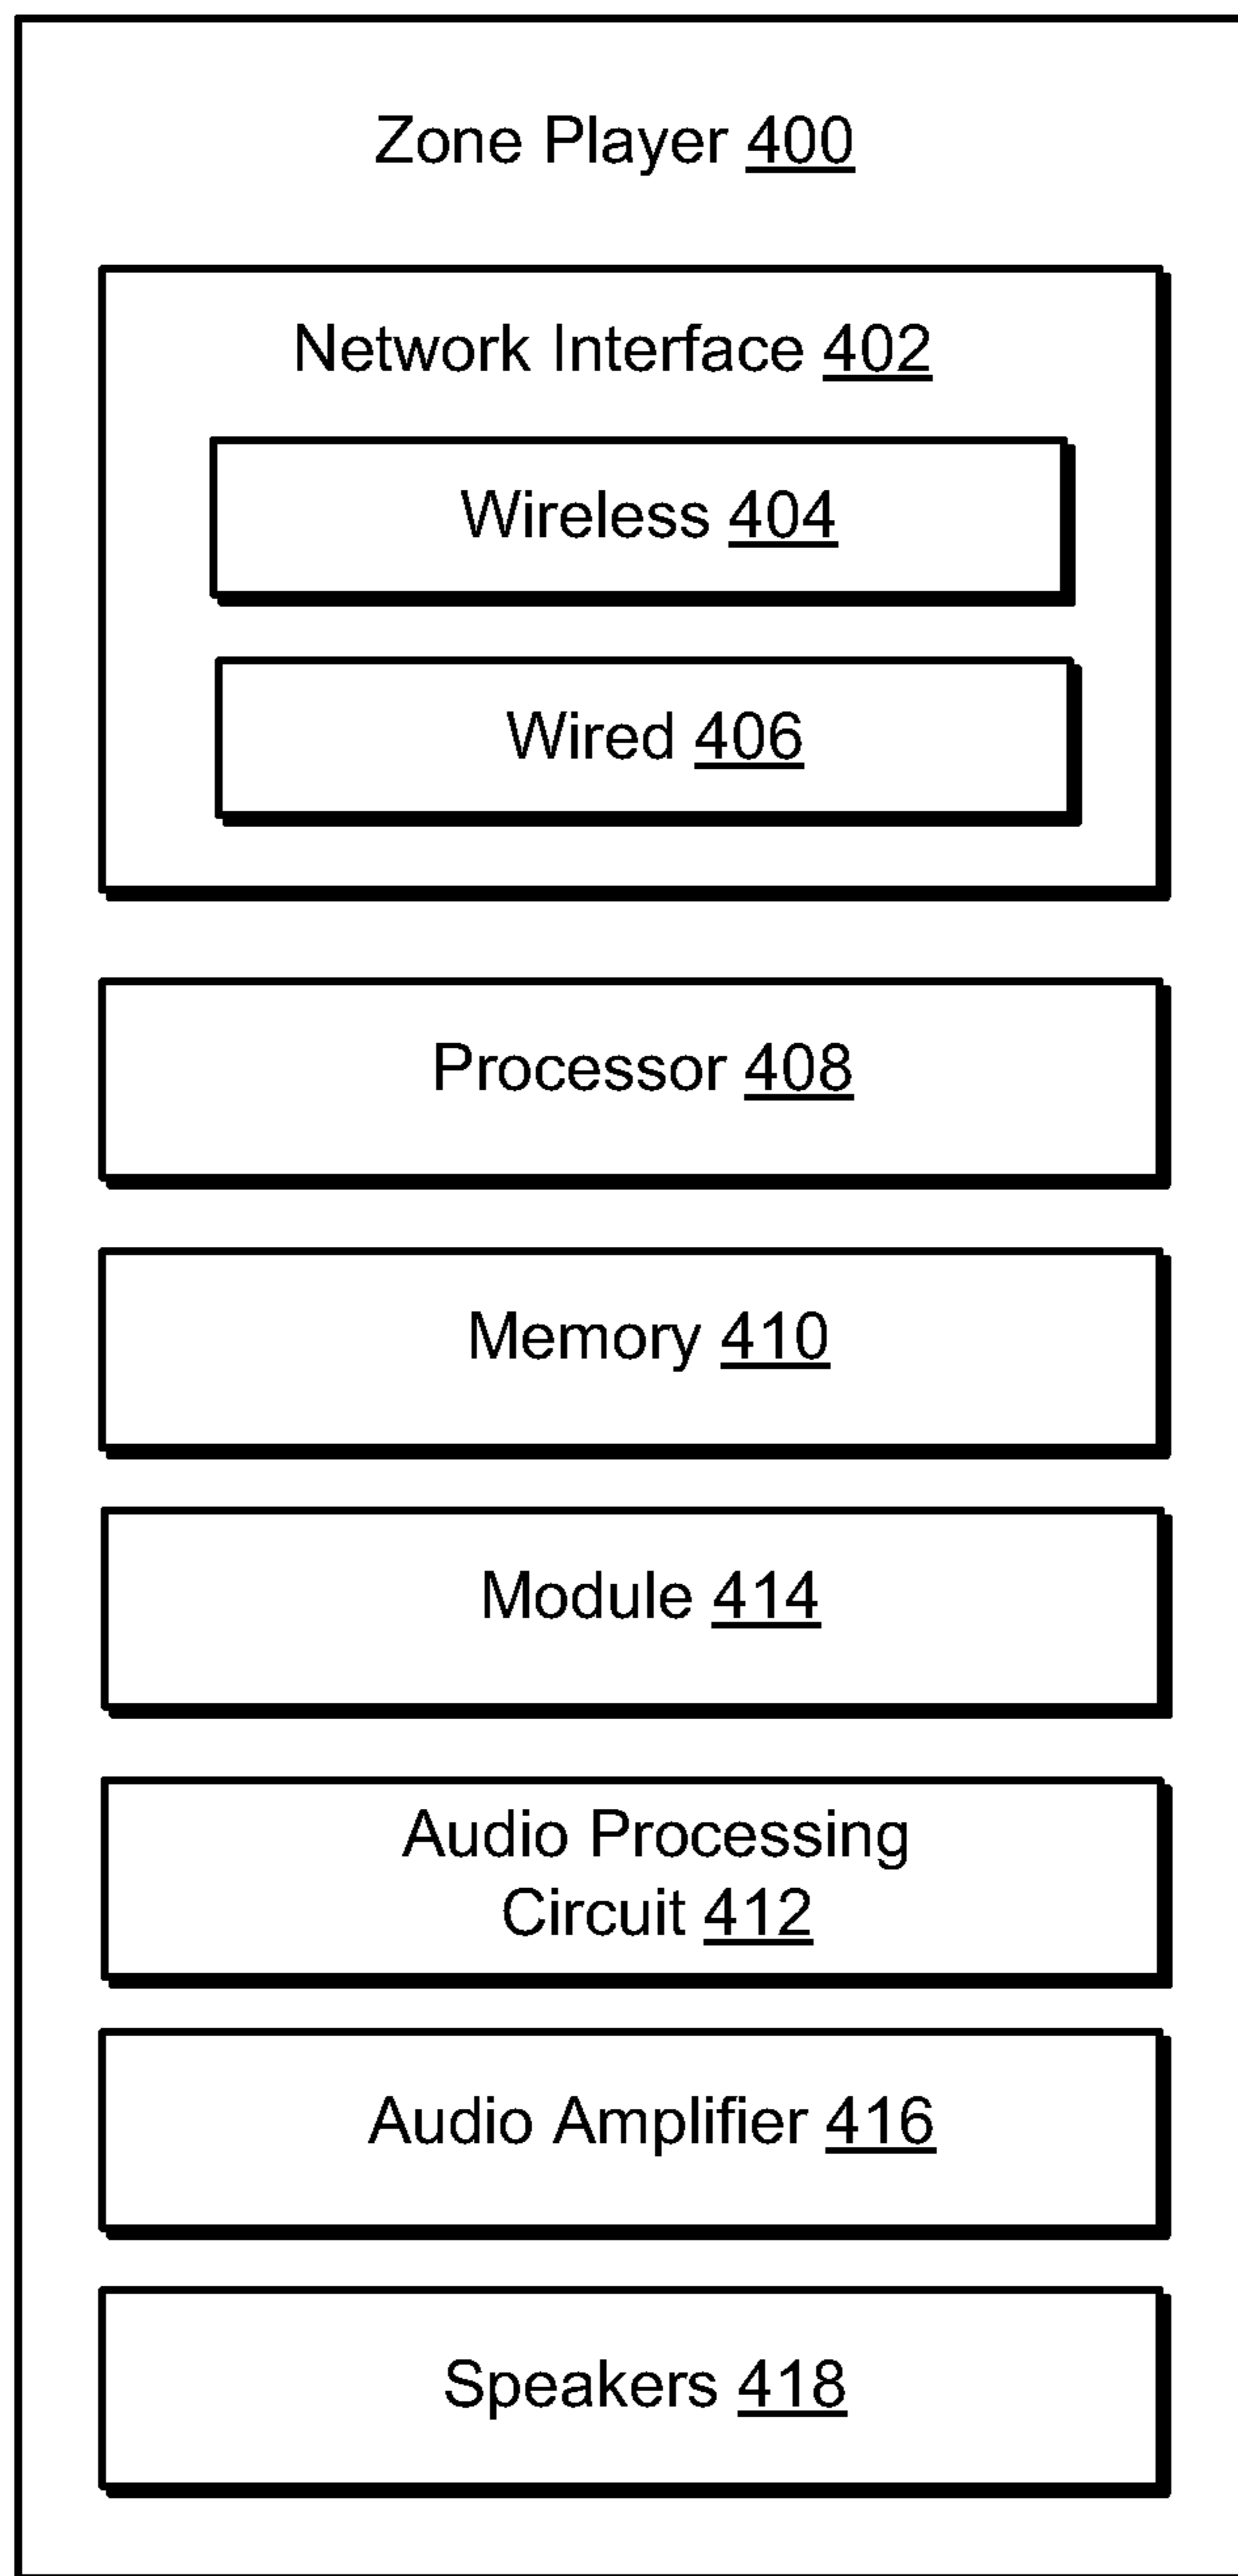 Zone Player 400
Network Interface 402
Wireless 404
Wired 406
Processor 408
Memory 410
Module 414
Audio Processing
Circuit 412
Audio Amplifier 416
Speakers 418